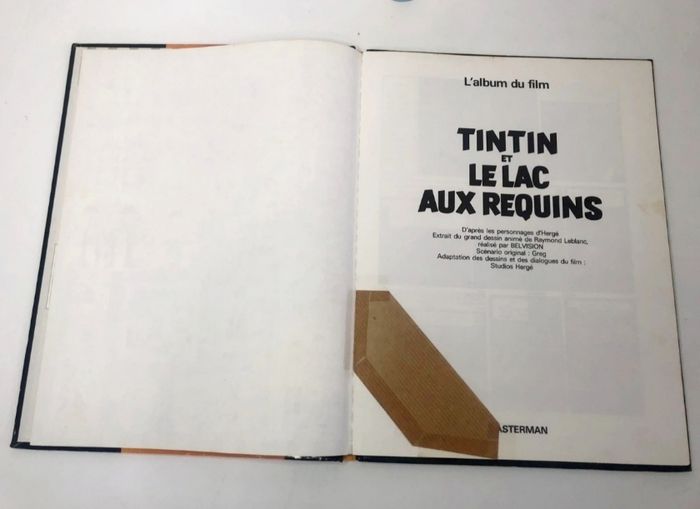 L'album du film
TINTIN
ET
LE LAC
AUX REQUINS
D'après les personnages d'Hergé
Extrait du grand dessin animé de Raymond Leblanc,
réalisé par BELVISION
Scénario original : Greg
Adaptation des dessins et des dialogues du film :
Studios Hergé
ASTERMAN